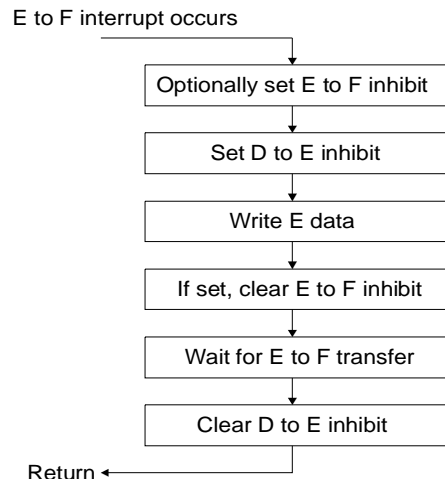 E to F interrupt occurs
Optionally set E to F inhibit
Set D to E inhibit
Write E data
If set, clear E to F inhibit
Wait for E to F transfer
Clear D to E inhibit
Return